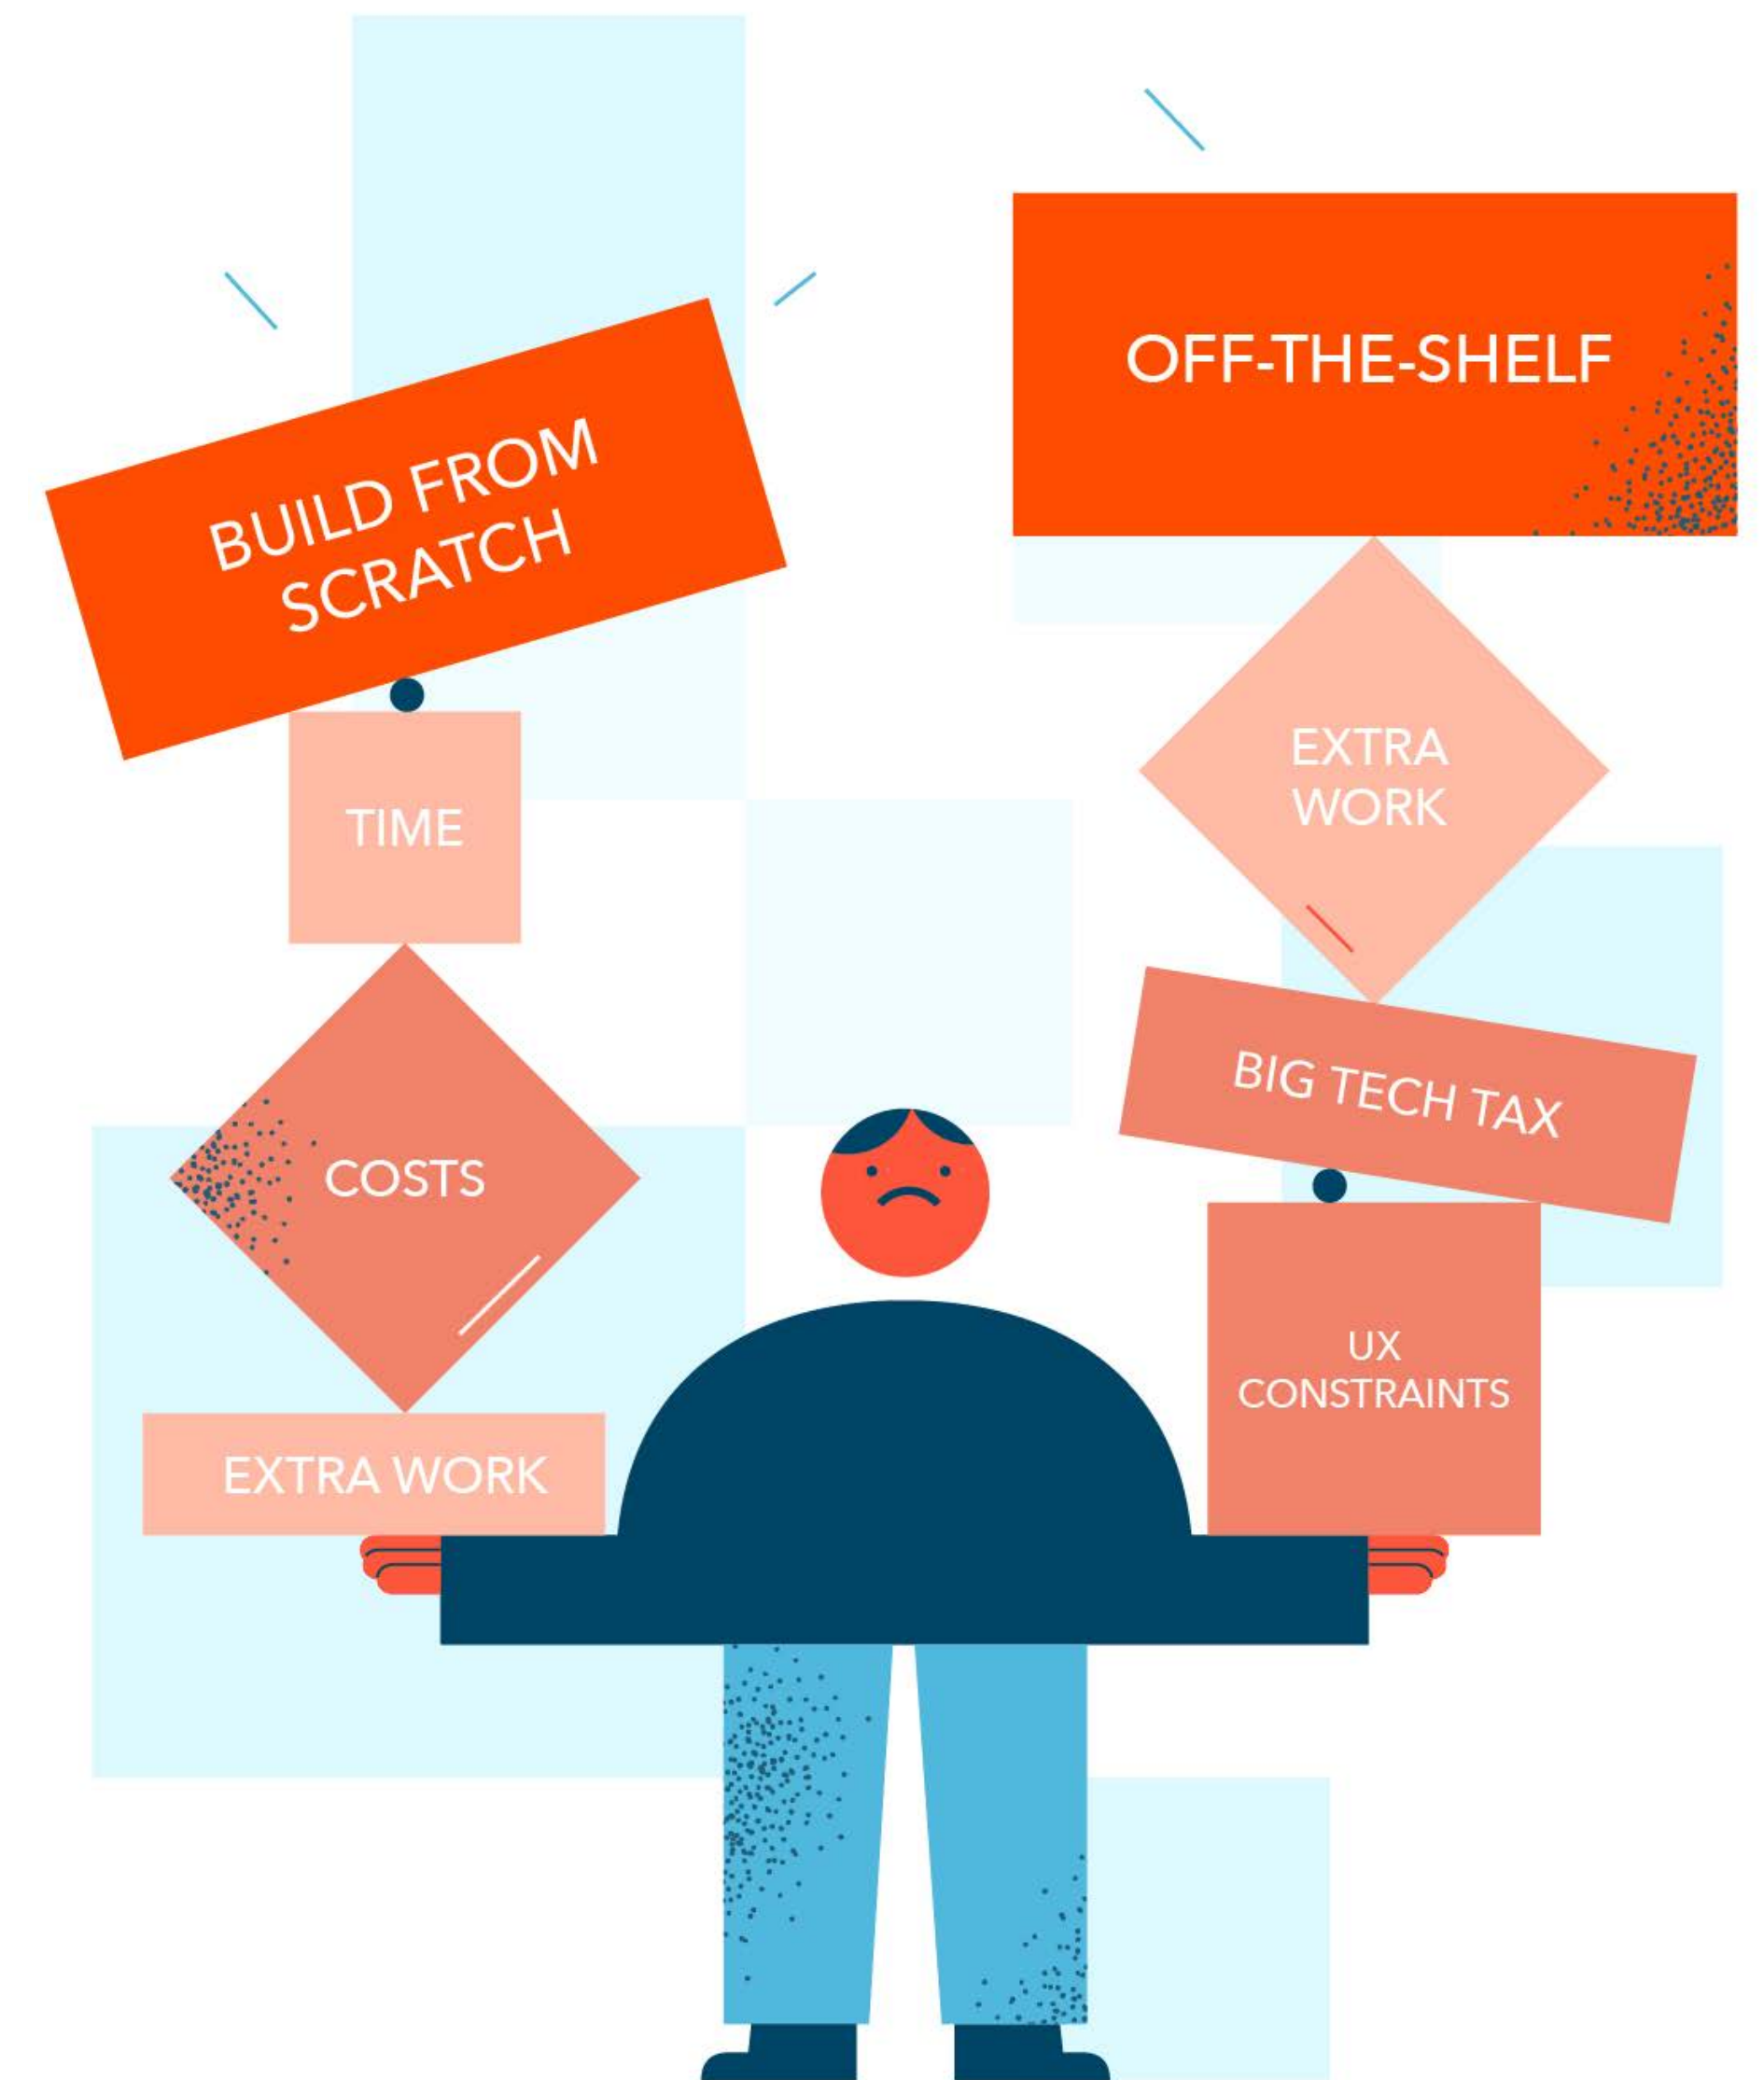 BUILD FROM
SCRATCH
TIME
COSTS
EXTRA WORK
OFF-THE-SHELF
EXTRA
WORK
BIG TECH TAX
UX
CONSTRAINTS